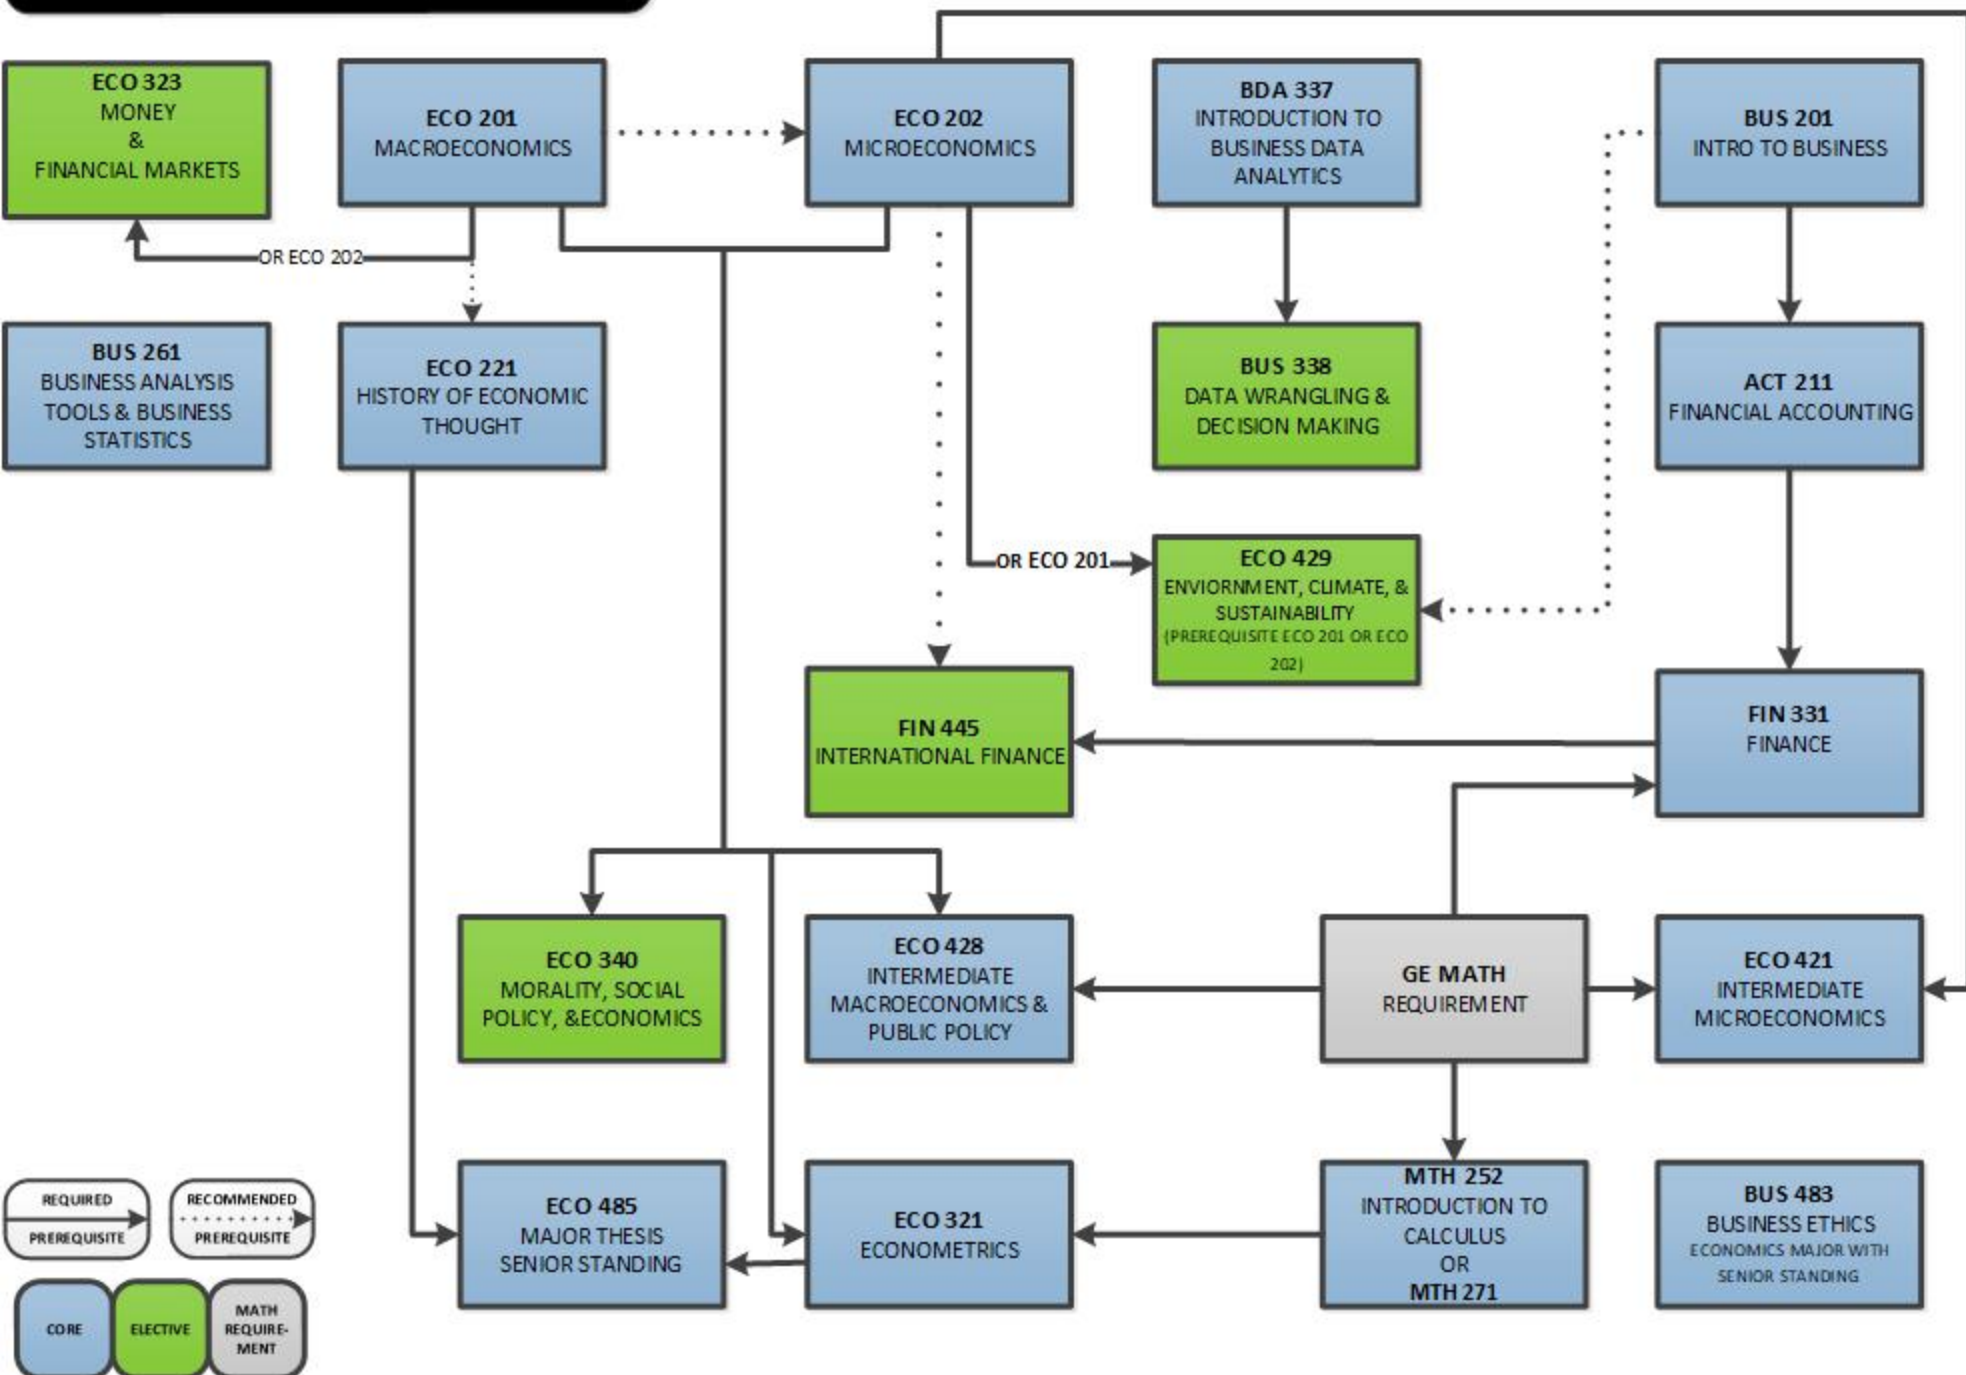 ECO 323
MONEY
&
FINANCIAL MARKETS
ECO 201
MACROECONOMICS
ECO 202
MICROECONOMICS
BDA 337
INTRODUCTION TO
BUSINESS DATA
ANALYTICS
BUS 201
INTRO TO BUSINESS
OR ECO 202
BUS 261
BUSINESS ANALYSIS
TOOLS & BUSINESS
STATISTICS
ECO 221
HISTORY OF ECONOMIC
THOUGHT
BUS 338
DATA WRANGLING &
DECISION MAKING
ACT 211
FINANCIAL ACCOUNTING
OR ECO 201
ECO 429
ENVIORNMENT, CLIMATE, &
SUSTAINABILITY
(PREREQUISITE ECO 201 OR ECO
202)
FIN 445
INTERNATIONAL FINANCE
FIN 331
FINANCE
ECO 340
MORALITY, SOCIAL
POLICY, &ECONOMICS
ECO 428
INTERMEDIATE
MACROECONOMICS &
PUBLIC POLICY
GE MATH
REQUIREMENT
ECO 421
INTERMEDIATE
MICROECONOMICS
ECO 485
MAJOR THESIS
SENIOR STANDING
ECO 321
ECONOMETRICS
MTH 252
INTRODUCTION TO
CALCULUS
OR
MTH 271
BUS 483
BUSINESS ETHICS
ECONOMICS MAJOR WITH
SENIOR STANDING
REQUIRED
PREREQUISITE
RECOMMENDED
PREREQUISITE
CORE
ELECTIVE
MATH
REQUIRE-
MENT